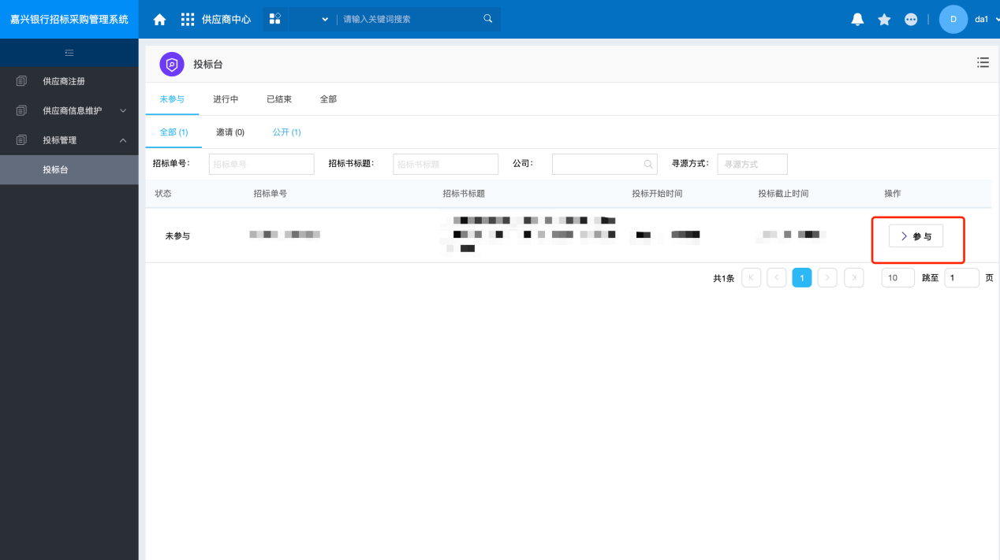 嘉兴银行招标采购管理系统
供应商中心
请输入关键词搜索
D
da1
供应商注册
供应商信息维护
投标管理
投标台
投标台
未参与 进行中 已结束 全部
全部 (1) 邀请 (0) 公开 (1)
招标单号: 招标单号 招标书标题: 招标书标题 公司: 寻源方式: 寻源方式
状态 招标单号 招标书标题 投标开始时间 投标截止时间 操作
未参与 参与
共1条 1 10 跳至 1 页